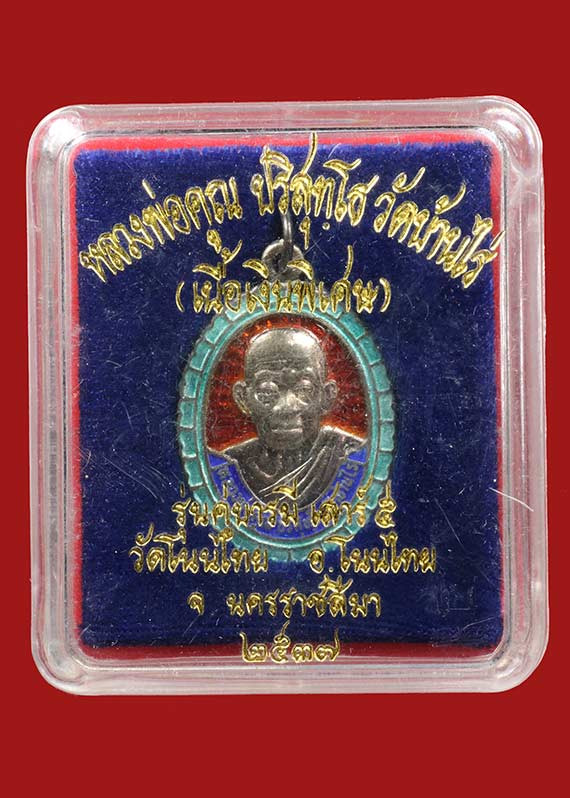 หลวงพ่อคูณ ปริสุทฺโธ วัดบ้านไร่
(เนื้อเงินพิเศษ)
รุ่นคู่บารมี เสาร์ ๕
วัดโนนไทย อ.โนนไทย
จ นครราชสีมา
๒๕๓๗